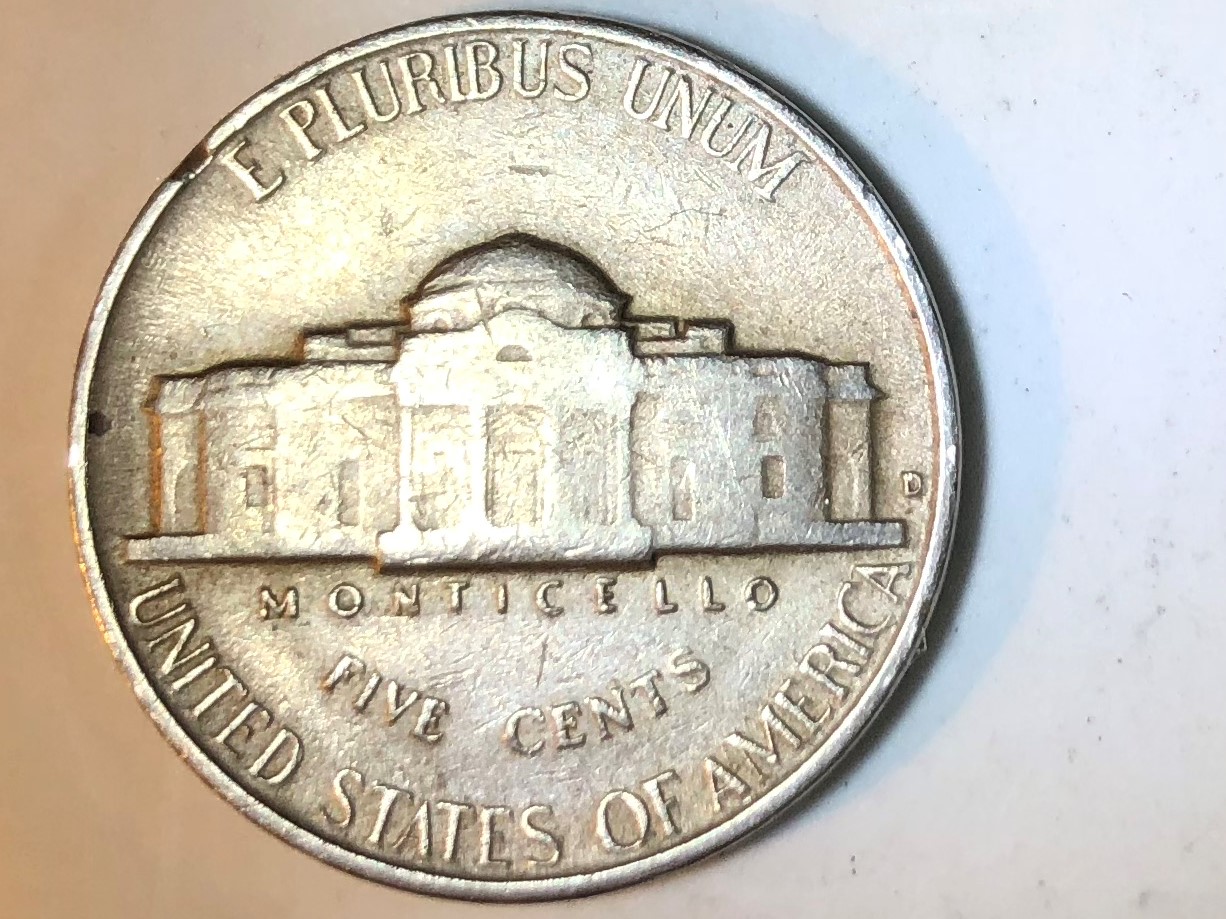 E PLURIBUS UNUM
D
MONTICELLO
FIVE CENTS
UNITED STATES OF AMERICA